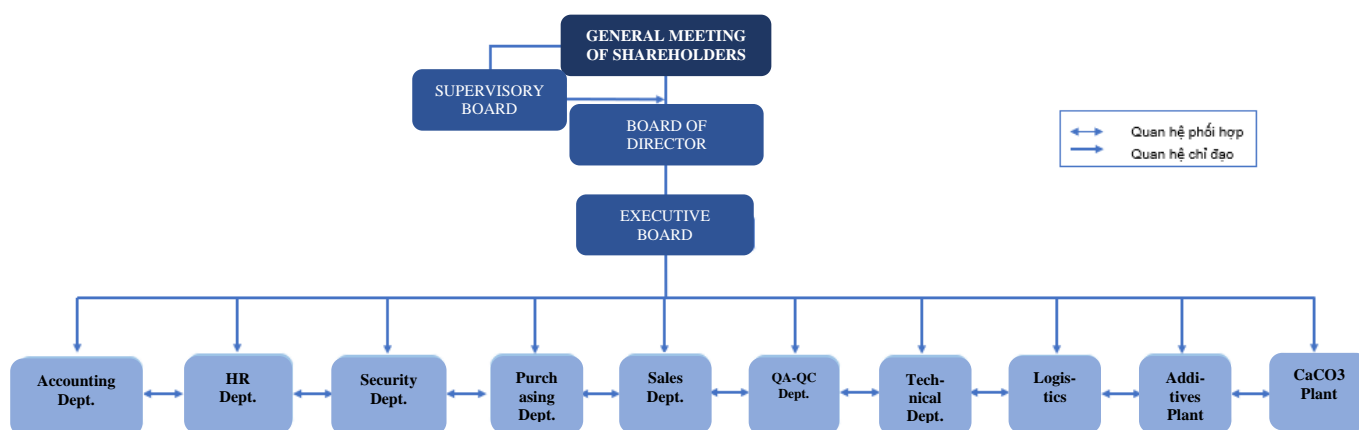 GENERAL MEETING
OF SHAREHOLDERS
SUPERVISORY
BOARD
BOARD OF
DIRECTOR
Quan hệ phối hợp
Quan hệ chỉ đạo
EXECUTIVE
BOARD
Accounting
Dept.
HR
Dept.
Security
Dept.
Purch
asing
Dept.
Sales
Dept.
QA-QC
Dept.
Tech-
nical
Dept.
Logis-
tics
Addi-
tives
Plant
CaCO3
Plant